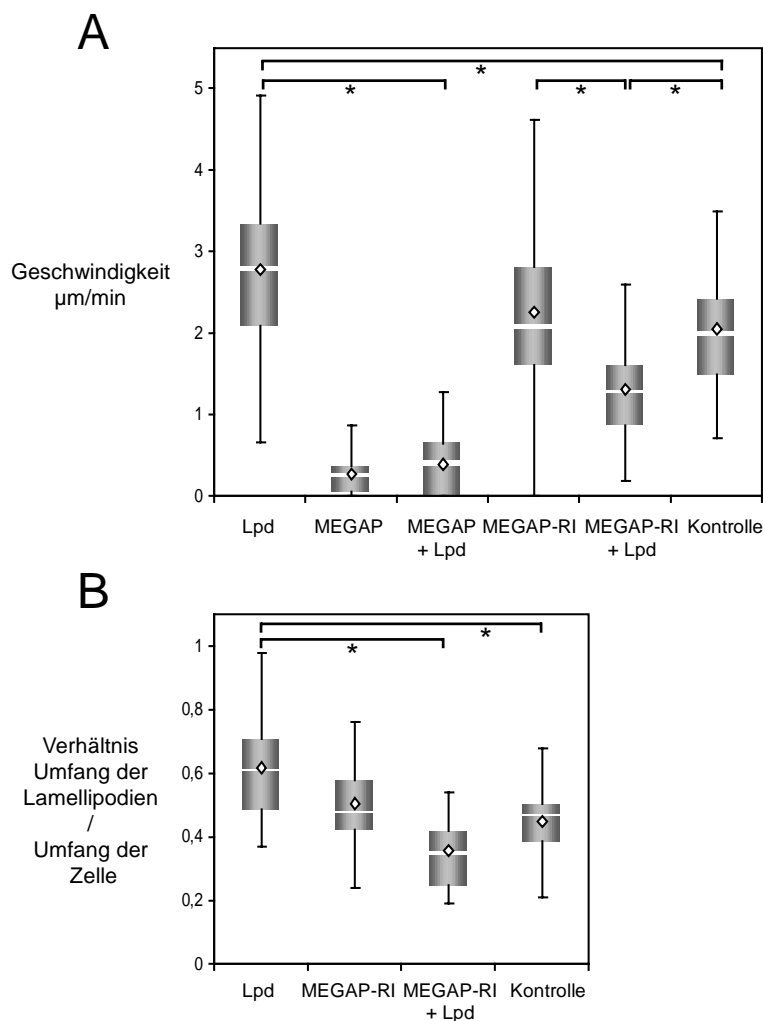 A
*
* * *
5
4
3
Geschwindigkeit
µm/min
2
1
0
Lpd MEGAP MEGAP MEGAP-RI MEGAP-RI Kontrolle
+ Lpd + Lpd
B
*
*
1
0,8
Verhältnis
Umfang der
Lamellipodien
/
Umfang der
Zelle
0,6
0,4
0,2
0
Lpd MEGAP-RI MEGAP-RI Kontrolle
+ Lpd